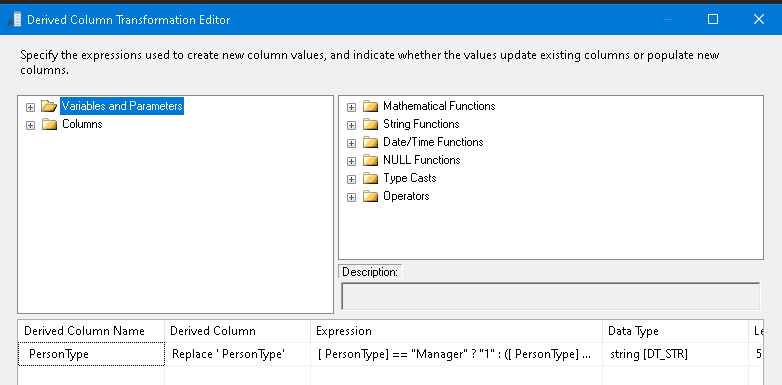 Derived Column Transformation Editor
Specify the expressions used to create new column values, and indicate whether the values update existing columns or populate new
columns.
Variables and Parameters
Columns
Mathematical Functions
String Functions
Date/Time Functions
NULL Functions
Type Casts
Operators
Description:
Derived Column Name Derived Column Expression Data Type Le
PersonType Replace ' PersonType' [ PersonType] == "Manager" ? "1" : ([ PersonType] ... string [DT_STR] 5